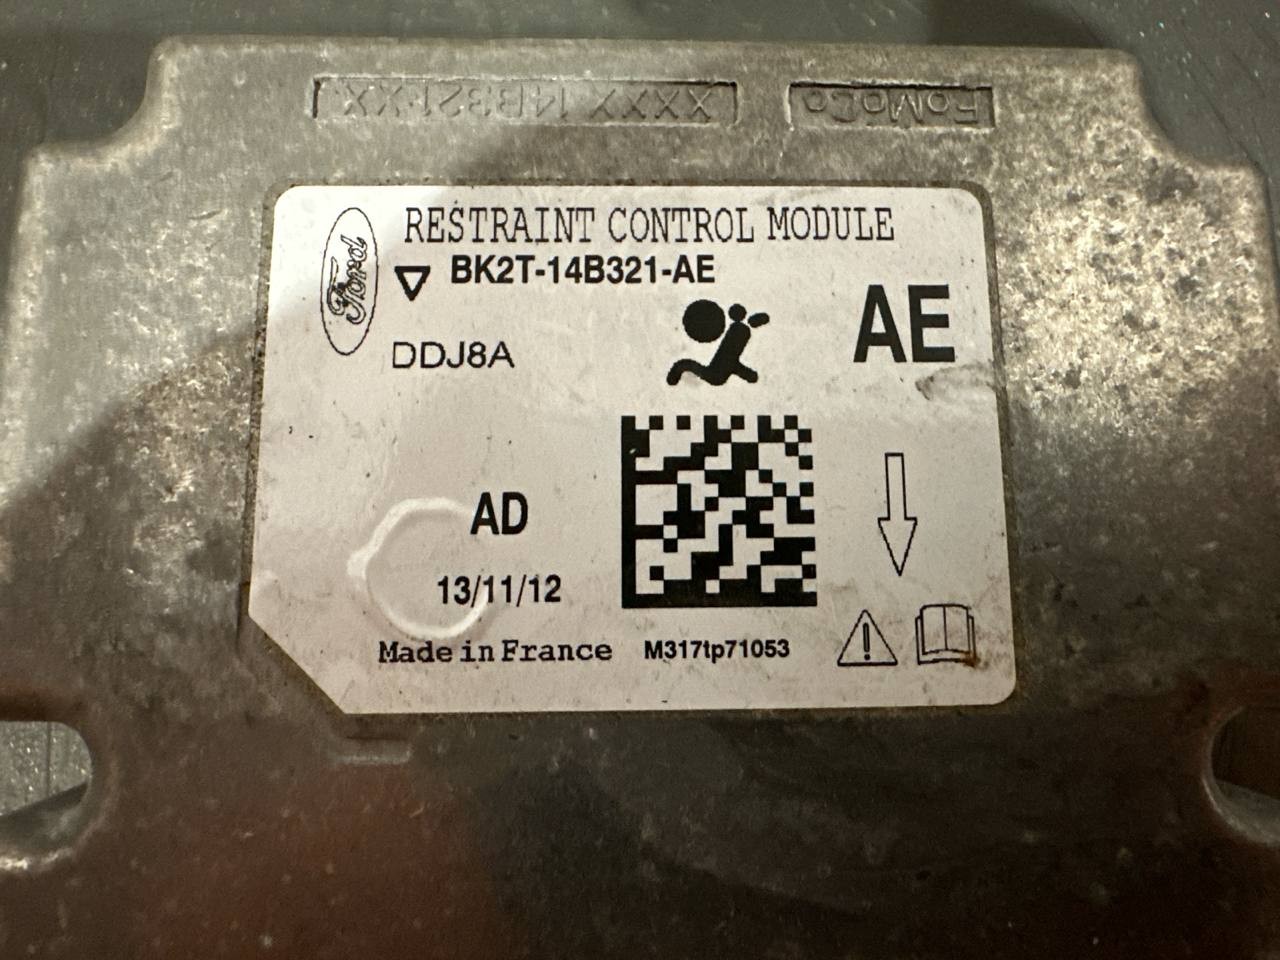 XXXX 14B321-XX
FoMoCo
Ford
RESTRAINT CONTROL MODULE
BK2T-14B321-AE
AE
DDJ8A
AD
13/11/12
Made in France
M317tp71053